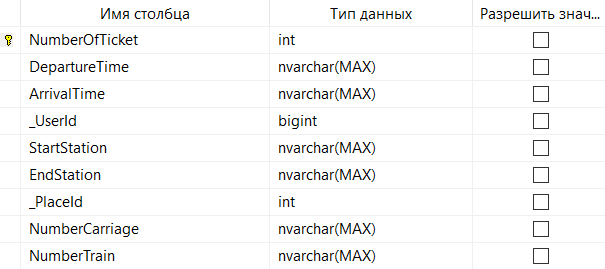 Имя столбца Тип данных Разрешить знач...
NumberOfTicket int
DepartureTime nvarchar(MAX)
ArrivalTime nvarchar(MAX)
_UserId bigint
StartStation nvarchar(MAX)
EndStation nvarchar(MAX)
_PlaceId int
NumberCarriage nvarchar(MAX)
NumberTrain nvarchar(MAX)